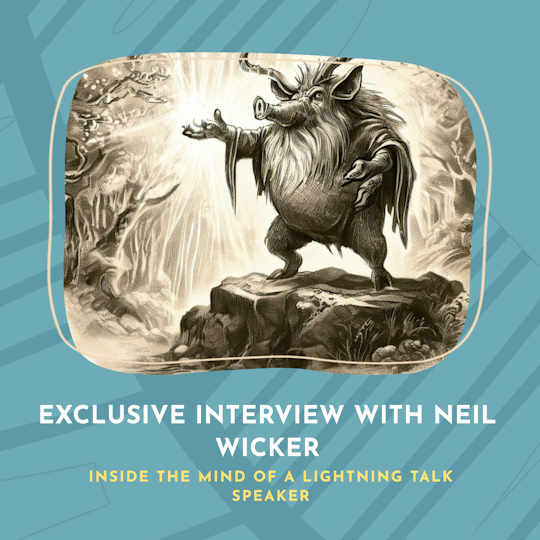 EXCLUSIVE INTERVIEW WITH NEIL
WICKER
INSIDE THE MIND OF A LIGHTNING TALK
SPEAKER